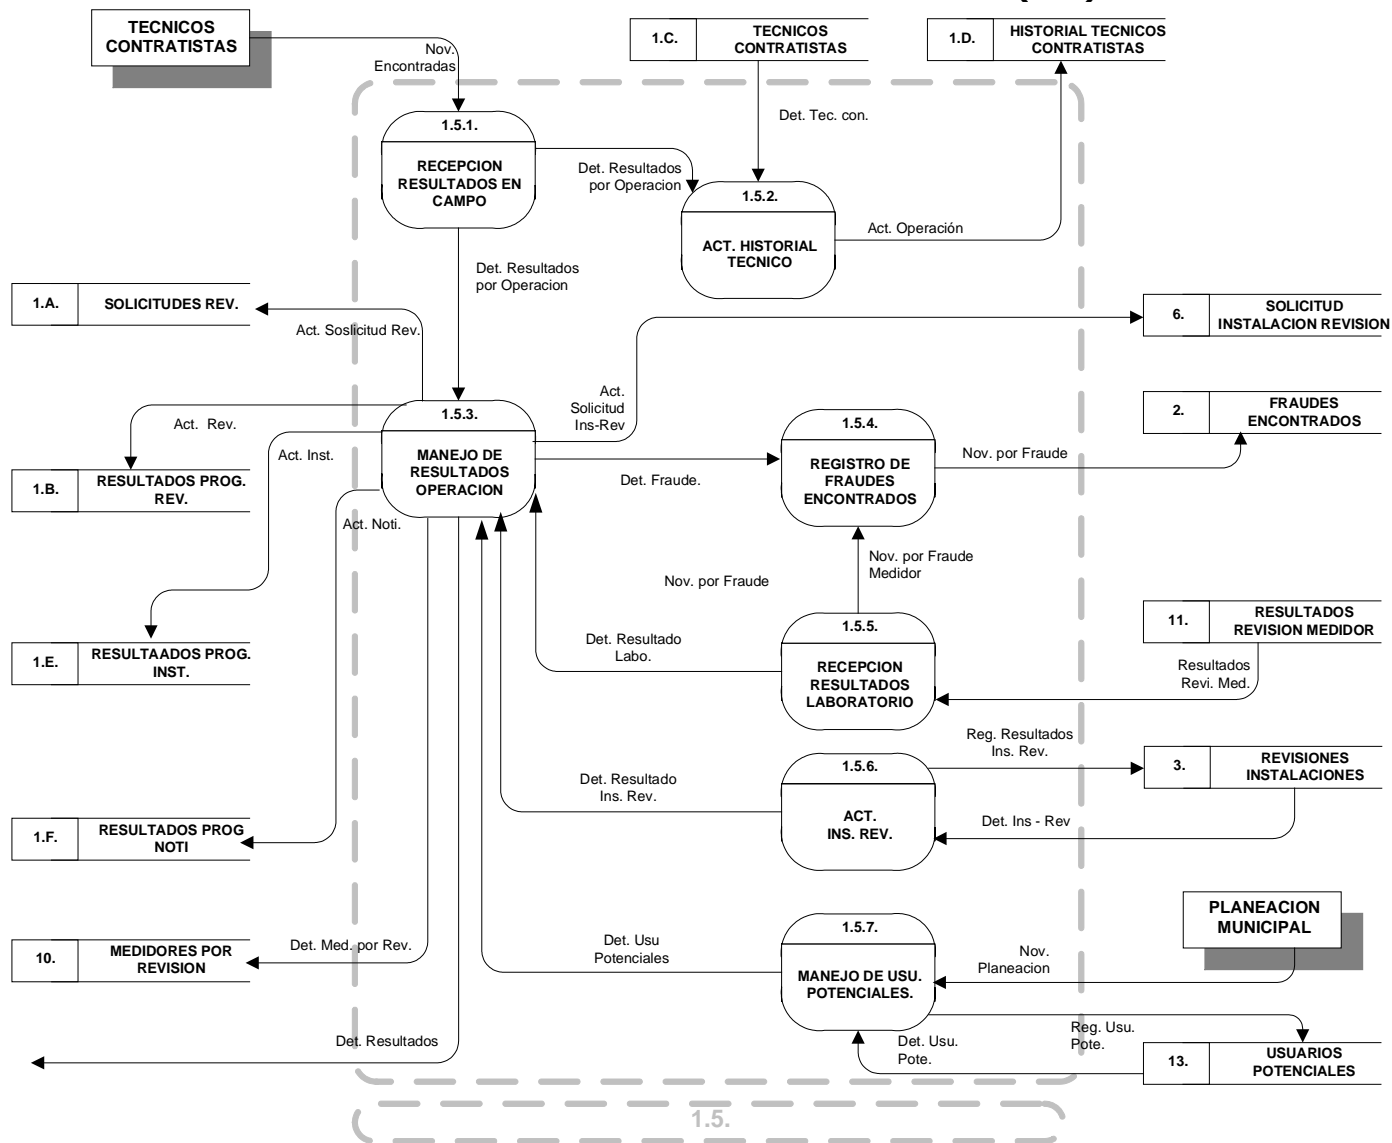 TECNICOS
CONTRATISTAS
Nov.
Encontradas
1.C.
TECNICOS
CONTRATISTAS
1.D.
HISTORIAL TECNICOS
CONTRATISTAS
Det. Tec. con.
1.5.1.
RECEPCION
RESULTADOS EN
CAMPO
Det. Resultados
por Operacion
1.5.2.
ACT. HISTORIAL
TECNICO
Act. Operación
Det. Resultados
por Operacion
1.A.
SOLICITUDES REV.
Act. Soslicitud Rev.
6.
SOLICITUD
INSTALACION REVISION
Act.
Solicitud
Ins-Rev
Act. Rev.
1.5.3.
MANEJO DE
RESULTADOS
OPERACION
Act. Inst.
1.B.
RESULTADOS PROG.
REV.
Act. Noti.
Det. Fraude.
1.5.4.
REGISTRO DE
FRAUDES
ENCONTRADOS
Nov. por Fraude
2.
FRAUDES
ENCONTRADOS
Nov. por Fraude
Medidor
Nov. por Fraude
1.E.
RESULTAADOS PROG.
INST.
Det. Resultado
Labo.
1.5.5.
RECEPCION
RESULTADOS
LABORATORIO
11.
RESULTADOS
REVISION MEDIDOR
Resultados
Revi. Med.
Reg. Resultados
Ins. Rev.
Det. Resultado
Ins. Rev.
1.5.6.
ACT.
INS. REV.
3.
REVISIONES
INSTALACIONES
Det. Ins - Rev
1.F.
RESULTADOS PROG
NOTI
10.
MEDIDORES POR
REVISION
Det. Med. por Rev.
Det. Usu
Potenciales
1.5.7.
MANEJO DE USU.
POTENCIALES.
PLANEACION
MUNICIPAL
Nov.
Planeacion
Det. Resultados
Det. Usu.
Pote.
Reg. Usu.
Pote.
13.
USUARIOS
POTENCIALES
1.5.